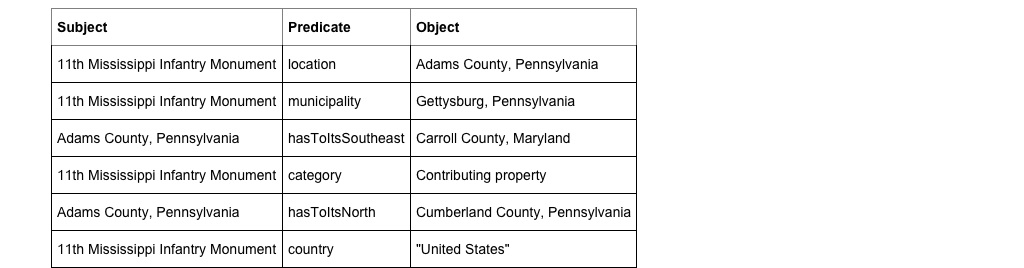 Subject Predicate Object
11th Mississippi Infantry Monument location Adams County, Pennsylvania
11th Mississippi Infantry Monument municipality Gettysburg, Pennsylvania
Adams County, Pennsylvania hasToItsSoutheast Carroll County, Maryland
11th Mississippi Infantry Monument category Contributing property
Adams County, Pennsylvania hasToItsNorth Cumberland County, Pennsylvania
11th Mississippi Infantry Monument country "United States"